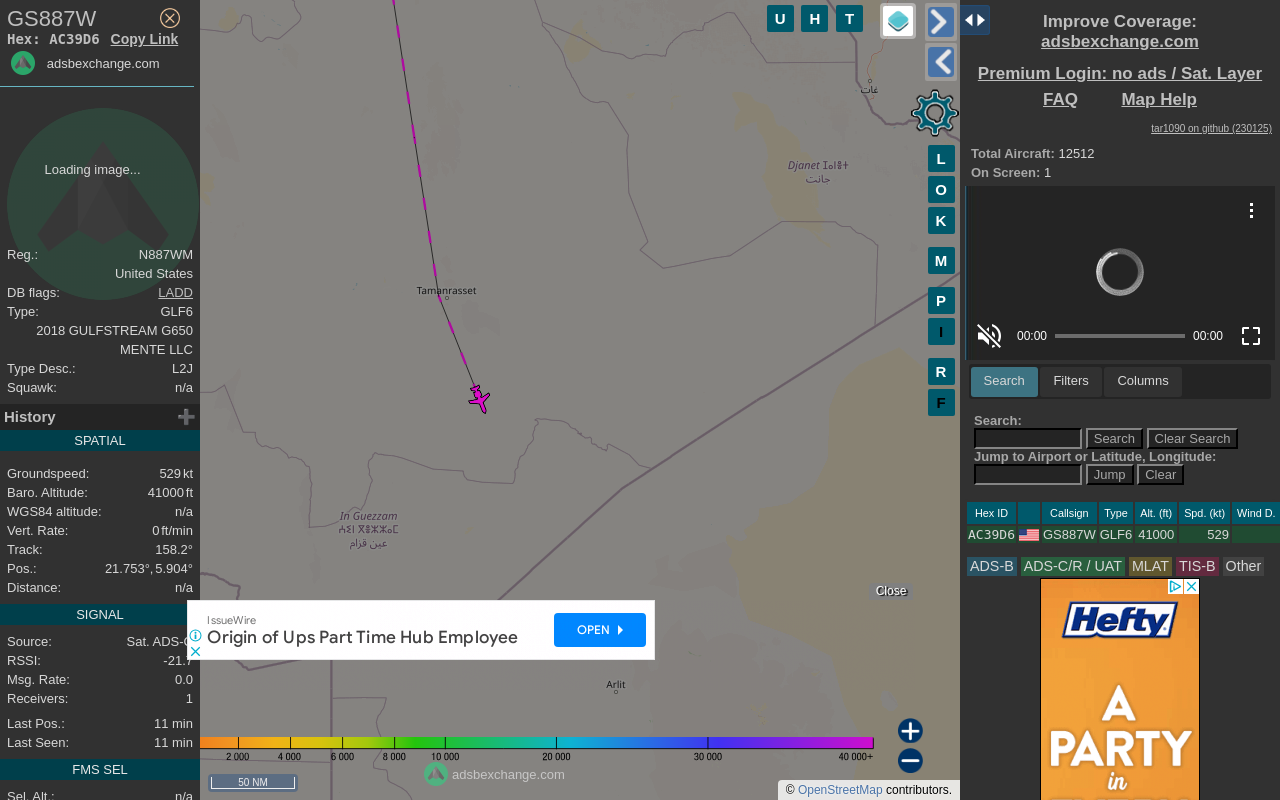 GS887W
Hex: AC39D6 Copy Link
adsbexchange.com
Loading image...
Reg.: N887WM
United States
DB flags: LADD
Type: GLF6
2018 GULFSTREAM G650
MENTE LLC
Type Desc.: L2J
Squawk: n/a
History
SPATIAL
Groundspeed: 529 kt
Baro. Altitude: 41000 ft
WGS84 altitude: n/a
Vert. Rate: 0 ft/min
Track: 158.2°
Pos.: 21.753°, 5.904°
Distance: n/a
SIGNAL
Source: Sat. ADS-C
RSSI: -21.7
Msg. Rate: 0.0
Receivers: 1
Last Pos.: 11 min
Last Seen: 11 min
FMS SEL
Sel. Alt.: n/a
U H T
غات
Djanet ⵊⴰⵏⴻⵜ
جانت
Tamanrasset
In Guezzam
عين قزام
Arlit
L
O
K
M
P
I
R
F
Close
IssueWire
Origin of Ups Part Time Hub Employee
OPEN
2 000 4 000 6 000 8 000 10 000 20 000 30 000 40 000+
adsbexchange.com
50 NM
© OpenStreetMap contributors.
Improve Coverage:
adsbexchange.com
Premium Login: no ads / Sat. Layer
FAQ Map Help
tar1090 on github (230125)
Total Aircraft: 12512
On Screen: 1
00:00 00:00
Search Filters Columns
Search:
Search Clear Search
Jump to Airport or Latitude, Longitude:
Jump Clear
Hex ID Callsign Type Alt. (ft) Spd. (kt) Wind D.
AC39D6 GS887W GLF6 41000 529
ADS-B ADS-C/R / UAT MLAT TIS-B Other
Hefty
A
PARTY
in